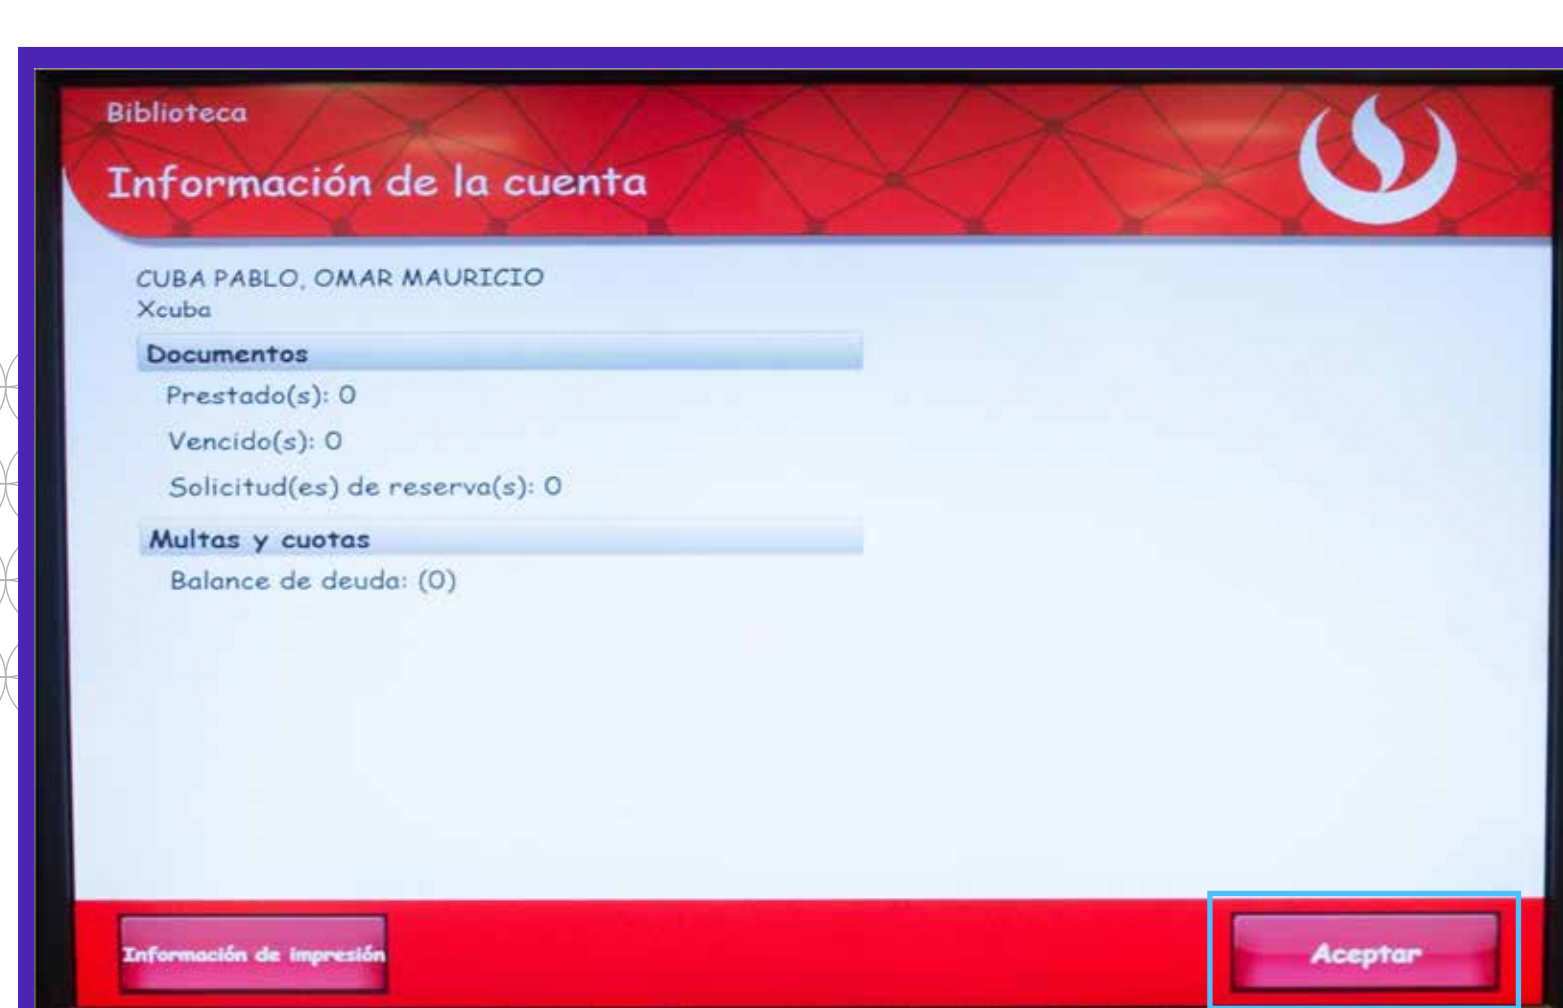 Biblioteca
Información de la cuenta
CUBA PABLO, OMAR MAURICIO
Xcuba
Documentos
Prestado(s): 0
Vencido(s): 0
Solicitud(es) de reserva(s): 0
Multas y cuotas
Balance de deuda: (0)
Información de impresión
Aceptar